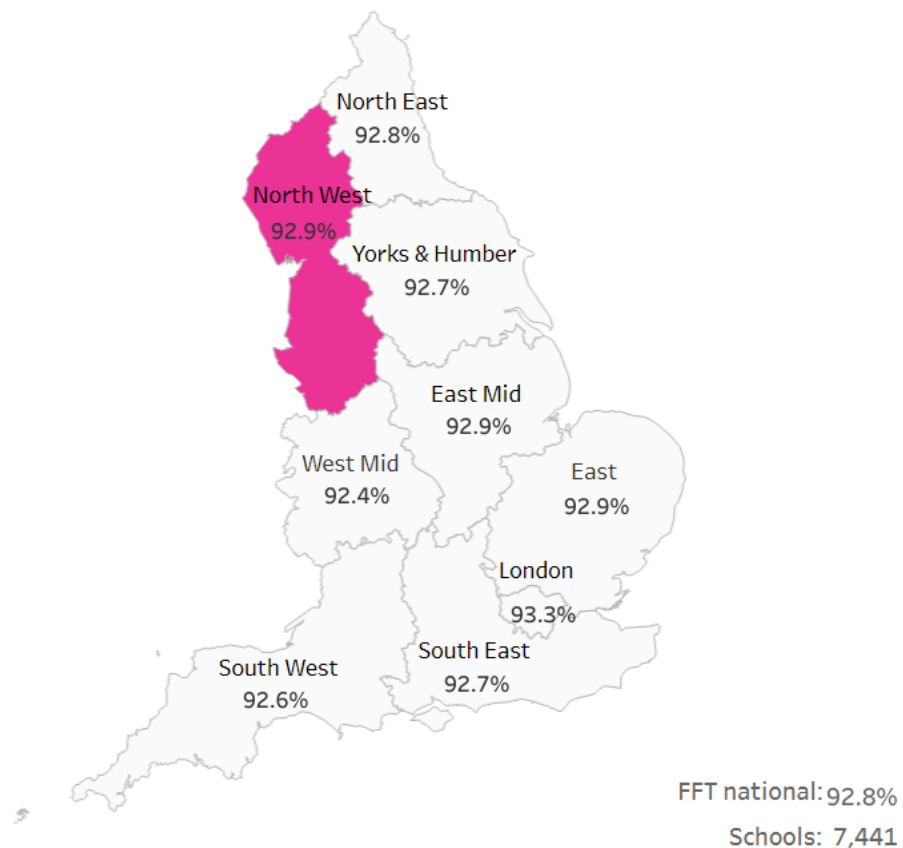 North East
92.8%
North West
92.9%
Yorks & Humber
92.7%
East Mid
92.9%
West Mid
92.4%
East
92.9%
London
93.3%
South East
92.7%
South West
92.6%
FFT national: 92.8%
Schools: 7,441